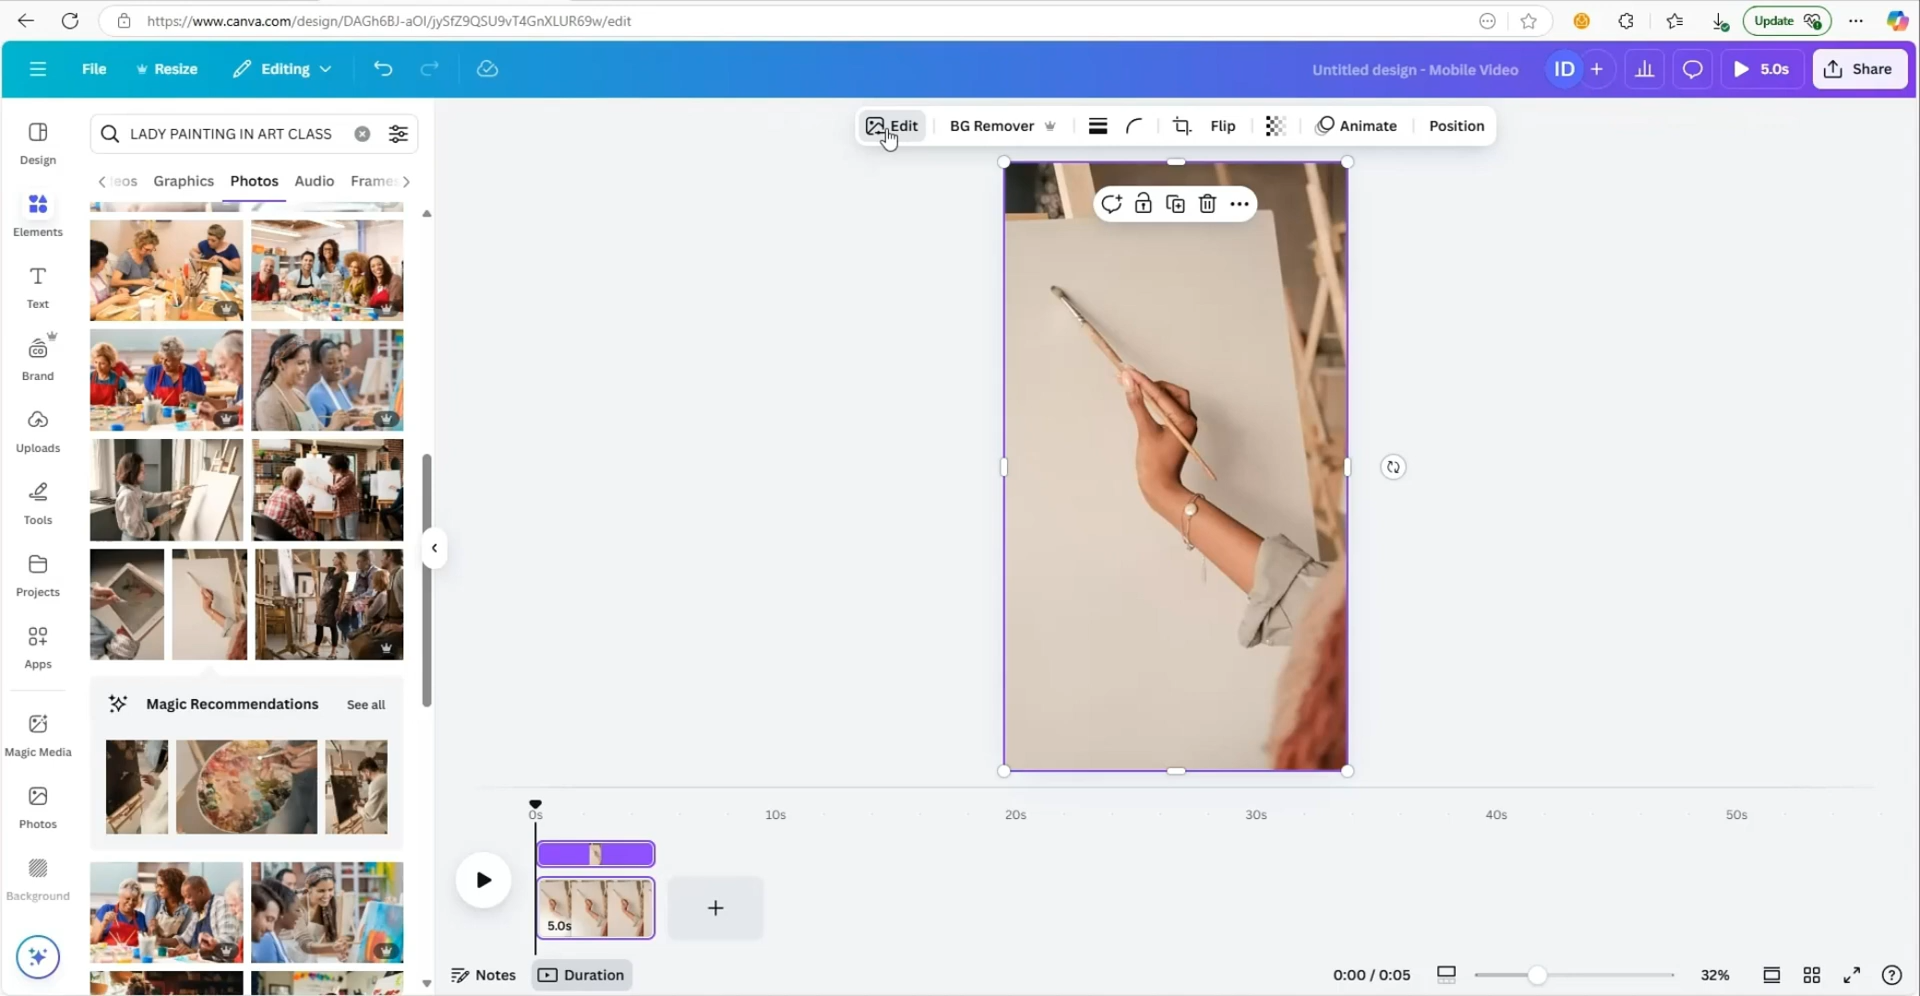 https://www.canva.com/design/DAGh6BJ-aOI/jySfZ9QSU9vT4GnXLUR69w/edit
Update
File
Resize
Editing
Untitled design - Mobile Video
ID
+
5.0s
Share
Design
Elements
Text
Brand
Uploads
Tools
Projects
Apps
Magic Media
Photos
Background
LADY PAINTING IN ART CLASS
eos
Graphics
Photos
Audio
Frames
Magic Recommendations
See all
Edit
BG Remover
Flip
Animate
Position
0s
10s
20s
30s
40s
50s
5.0s
+
Notes
Duration
0:00 / 0:05
32%